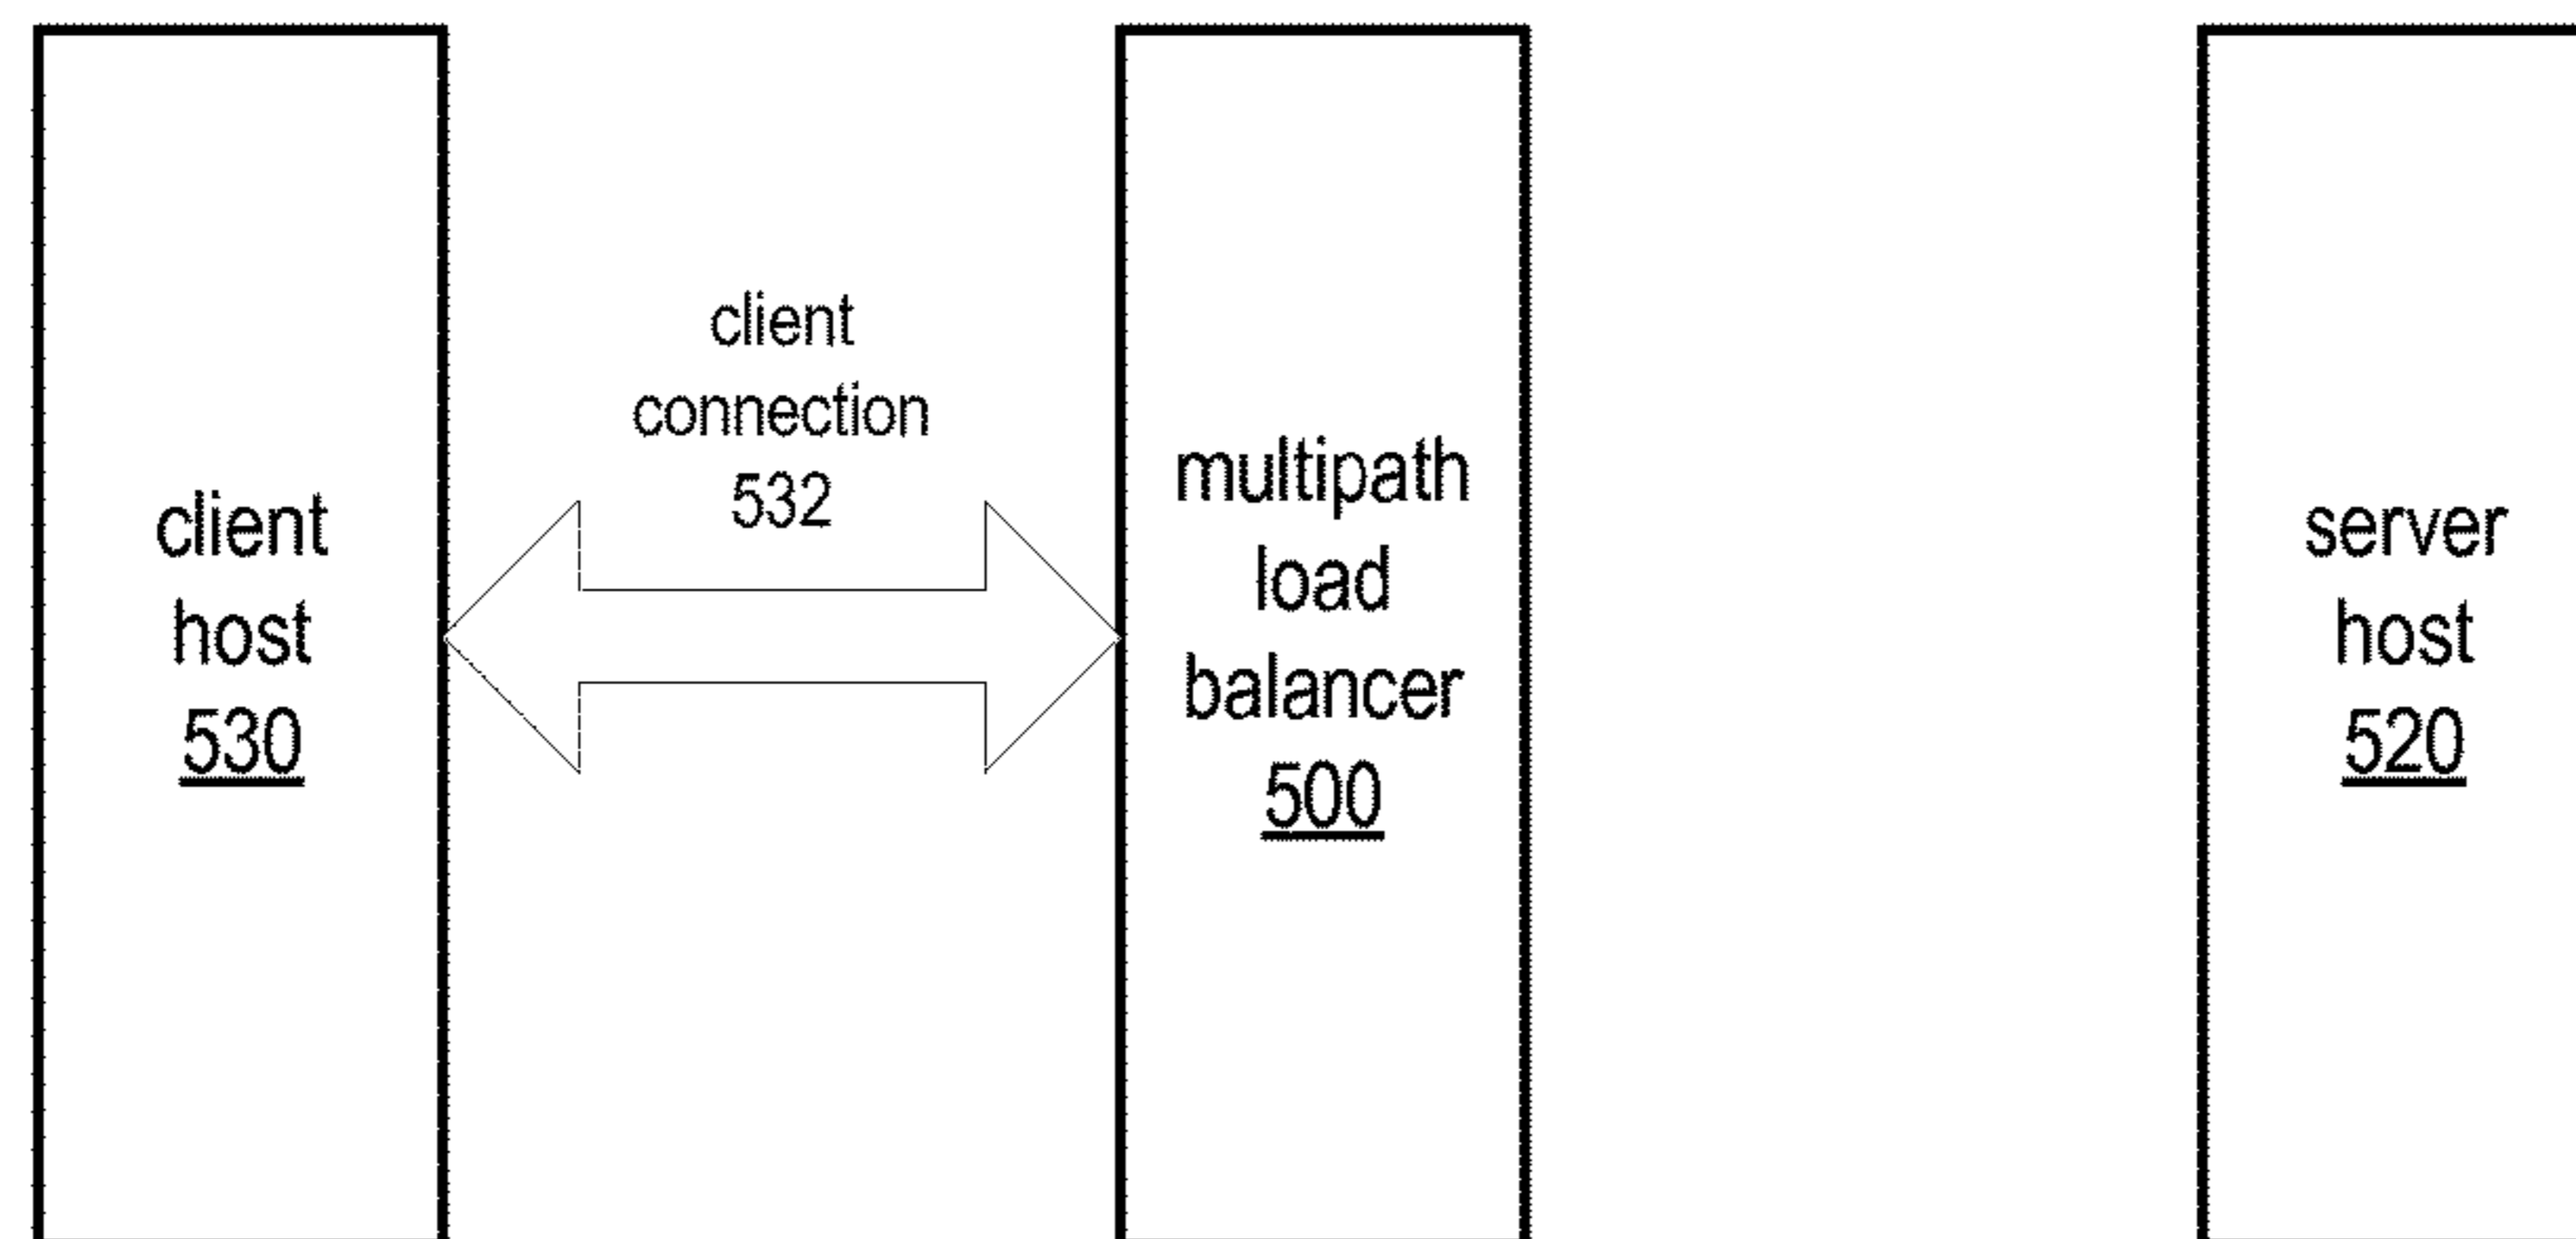 client
host
530
client
connection
532
multipath
load
balancer
500
server
host
520